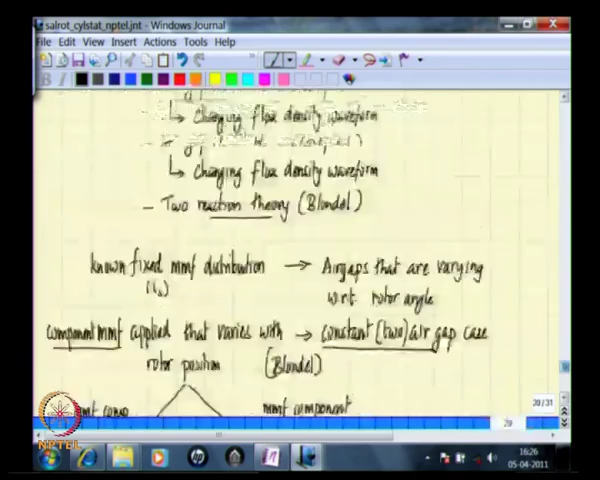 salrot_cylstat_nptel.jnt - Windows Journal
File Edit View Insert Actions Tools Help
↳ Changing flux density waveform
↳ Changing flux density waveform
- Two reaction theory (Blondel)
known fixed mmf distribution → Airgaps that are varying
w.r.t. rotor angle
component mmf applied that varies with → constant (two) air gap case
rotor position (Blondel)
mmf component
NPTEL
20/31
20
16:26
05-04-2011